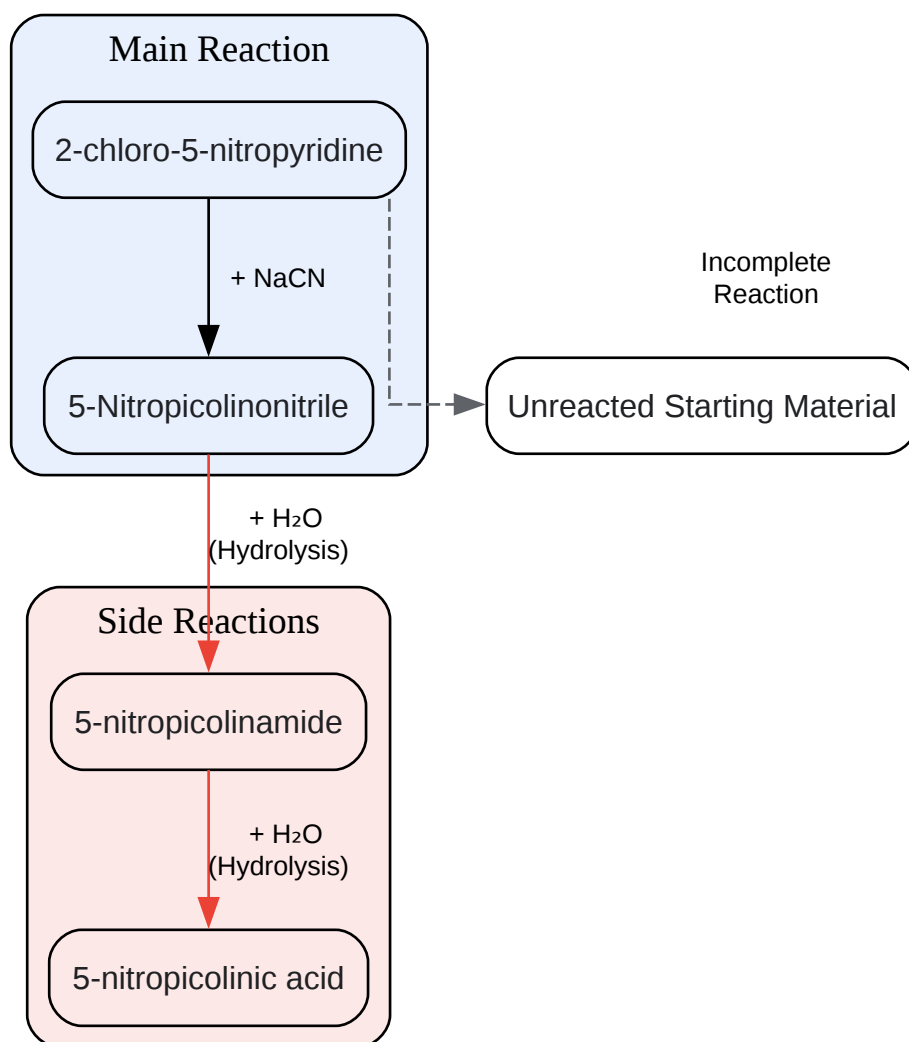 Main Reaction
2-chloro-5-nitropyridine
+ NaCN
Incomplete
Reaction
5-Nitropicolinonitrile
Unreacted Starting Material
+ H₂O
(Hydrolysis)
Side Reactions
5-nitropicolinamide
+ H₂O
(Hydrolysis)
5-nitropicolinic acid